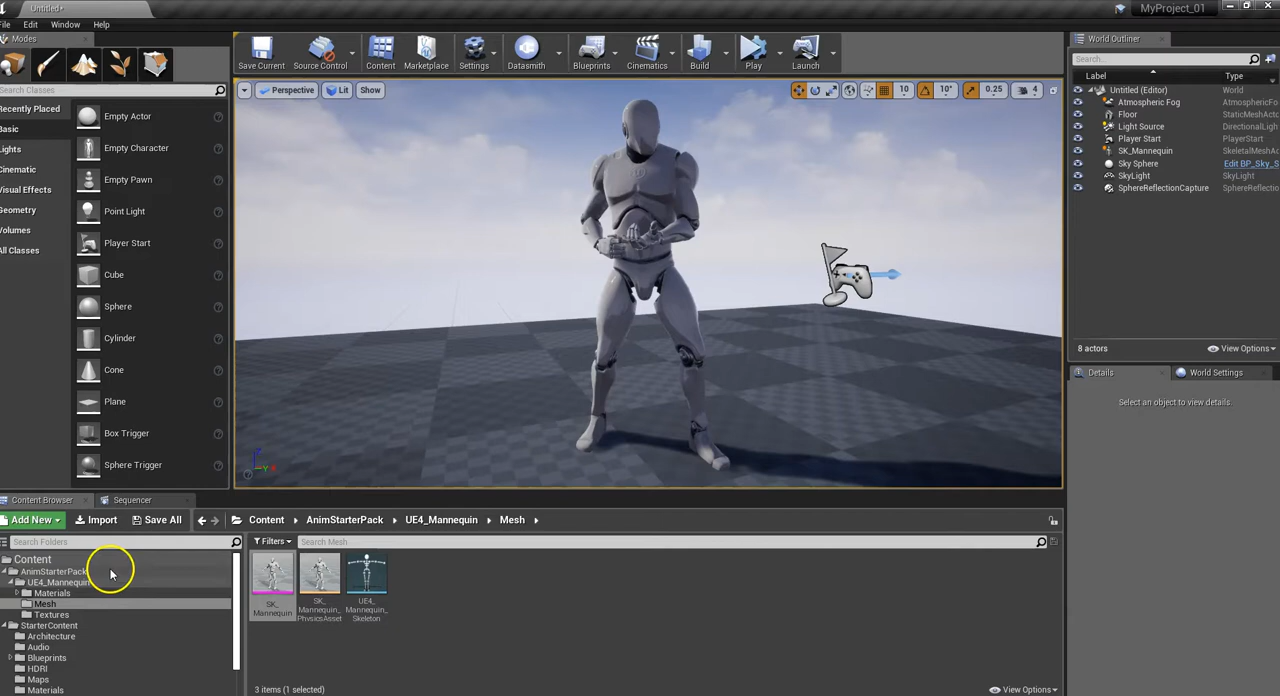 Untitled*
MyProject_01
File
Edit
Window
Help
Modes
Search Classes
Recently Placed
Basic
Lights
Cinematic
Visual Effects
Geometry
Volumes
All Classes
Empty Actor
Empty Character
Empty Pawn
Point Light
Player Start
Cube
Sphere
Cylinder
Cone
Plane
Box Trigger
Sphere Trigger
Save Current
Source Control
Content
Marketplace
Settings
Datasmith
Blueprints
Cinematics
Build
Play
Launch
Perspective
Lit
Show
10
10°
0.25
4
World Outliner
Search...
Label
Type
Untitled (Editor)
World
Atmospheric Fog
AtmosphericFo
Floor
StaticMeshActo
Light Source
DirectionalLigh
Player Start
PlayerStart
SK_Mannequin
SkeletalMeshAc
Sky Sphere
Edit BP_Sky_S
SkyLight
SkyLight
SphereReflectionCapture
SphereReflectio
8 actors
View Options
Details
World Settings
Select an object to view details.
Content Browser
Sequencer
Add New
Import
Save All
Content
AnimStarterPack
UE4_Mannequin
Mesh
Search Folders
Filters
Search Mesh
Content
AnimStarterPack
UE4_Mannequin
Materials
Mesh
Textures
StarterContent
Architecture
Audio
Blueprints
HDRI
Maps
Materials
SK_
Mannequin
SK_
Mannequin_
PhysicsAsset
UE4_
Mannequin_
Skeleton
3 items (1 selected)
View Options